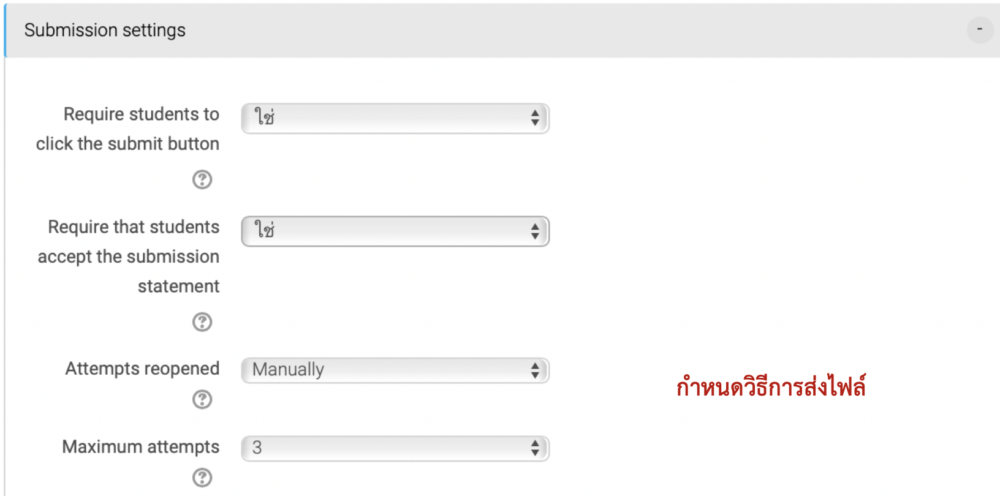 Submission settings
-
Require students to
click the submit button
ใช่
?
Require that students
accept the submission
statement
ใช่
?
Attempts reopened
Manually
?
กำหนดวิธีการส่งไฟล์
Maximum attempts
3
?